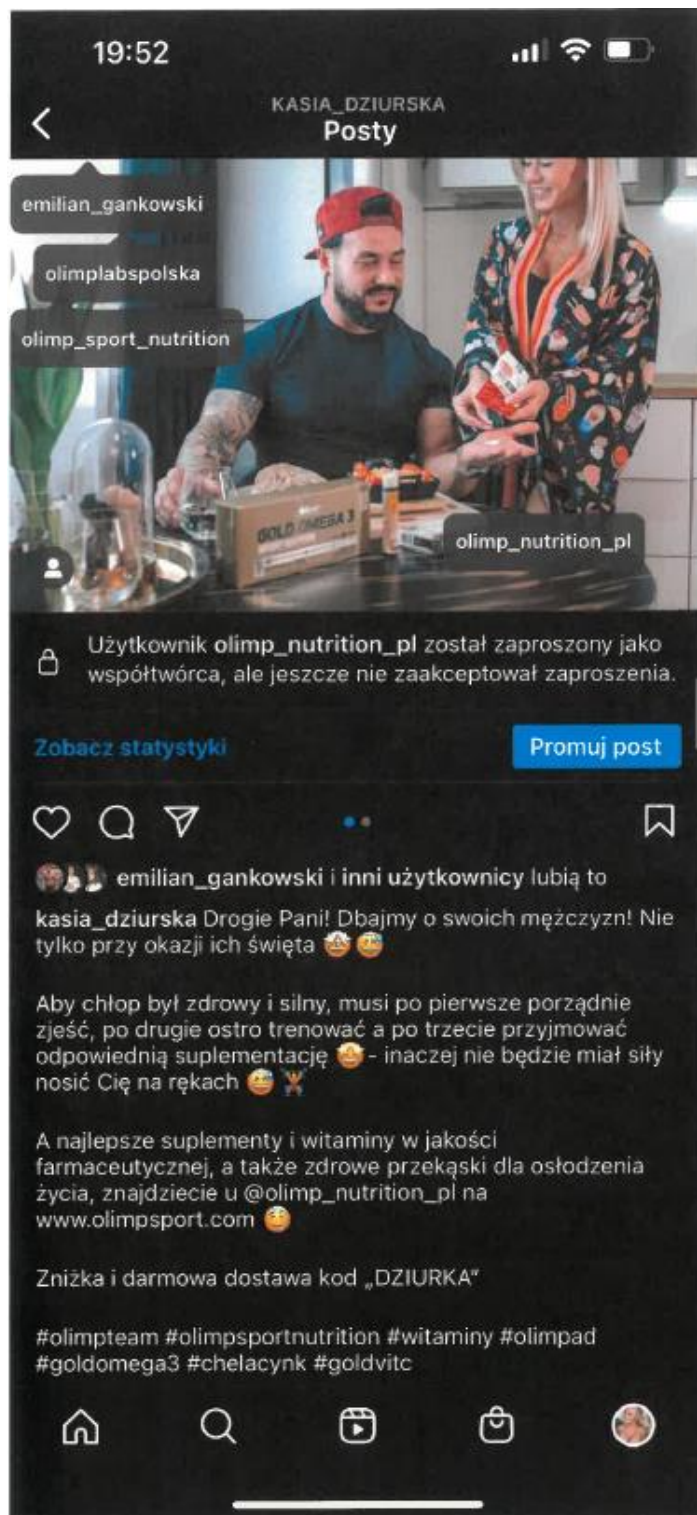 19:52
KASIA_DZIURSKA
Posty
emilian_gankowski
olimplabspolska
olimp_sport_nutrition
GOLD OMEGA 3
olimp_nutrition_pl
Użytkownik olimp_nutrition_pl został zaproszony jako
współtwórca, ale jeszcze nie zaakceptował zaproszenia.
Zobacz statystyki
Promuj post
emilian_gankowski i inni użytkownicy lubią to
kasia_dziurska Drogie Pani! Dbajmy o swoich mężczyzn! Nie
tylko przy okazji ich święta 🤩😅
Aby chłop był zdrowy i silny, musi po pierwsze porządnie
zjeść, po drugie ostro trenować a po trzecie przyjmować
odpowiednią suplementację 🤩 - inaczej nie będzie miał siły
nosić Cię na rękach 😅🏋️
A najlepsze suplementy i witaminy w jakości
farmaceutycznej, a także zdrowe przekąski dla osłodzenia
życia, znajdziecie u @olimp_nutrition_pl na
www.olimpsport.com 😇
Zniżka i darmowa dostawa kod „DZIURKA”
#olimpteam #olimpsportnutrition #witaminy #olimpad
#goldomega3 #chelacynk #goldvitc